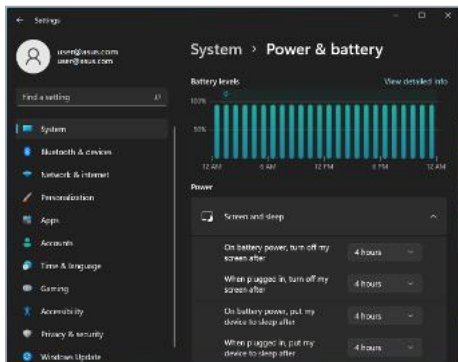 Settings
user@asus.com
user@asus.com
Find a setting
System
Bluetooth & devices
Network & internet
Personalization
Apps
Accounts
Time & language
Gaming
Accessibility
Privacy & security
Windows Update
System > Power & battery
Battery levels
View detailed info
100%
50%
12 AM
6 AM
12 PM
6 PM
12 AM
Power
Screen and sleep
On battery power, turn off my
screen after
4 hours
When plugged in, turn off my
screen after
4 hours
On battery power, put my
device to sleep after
4 hours
When plugged in, put my
device to sleep after
4 hours